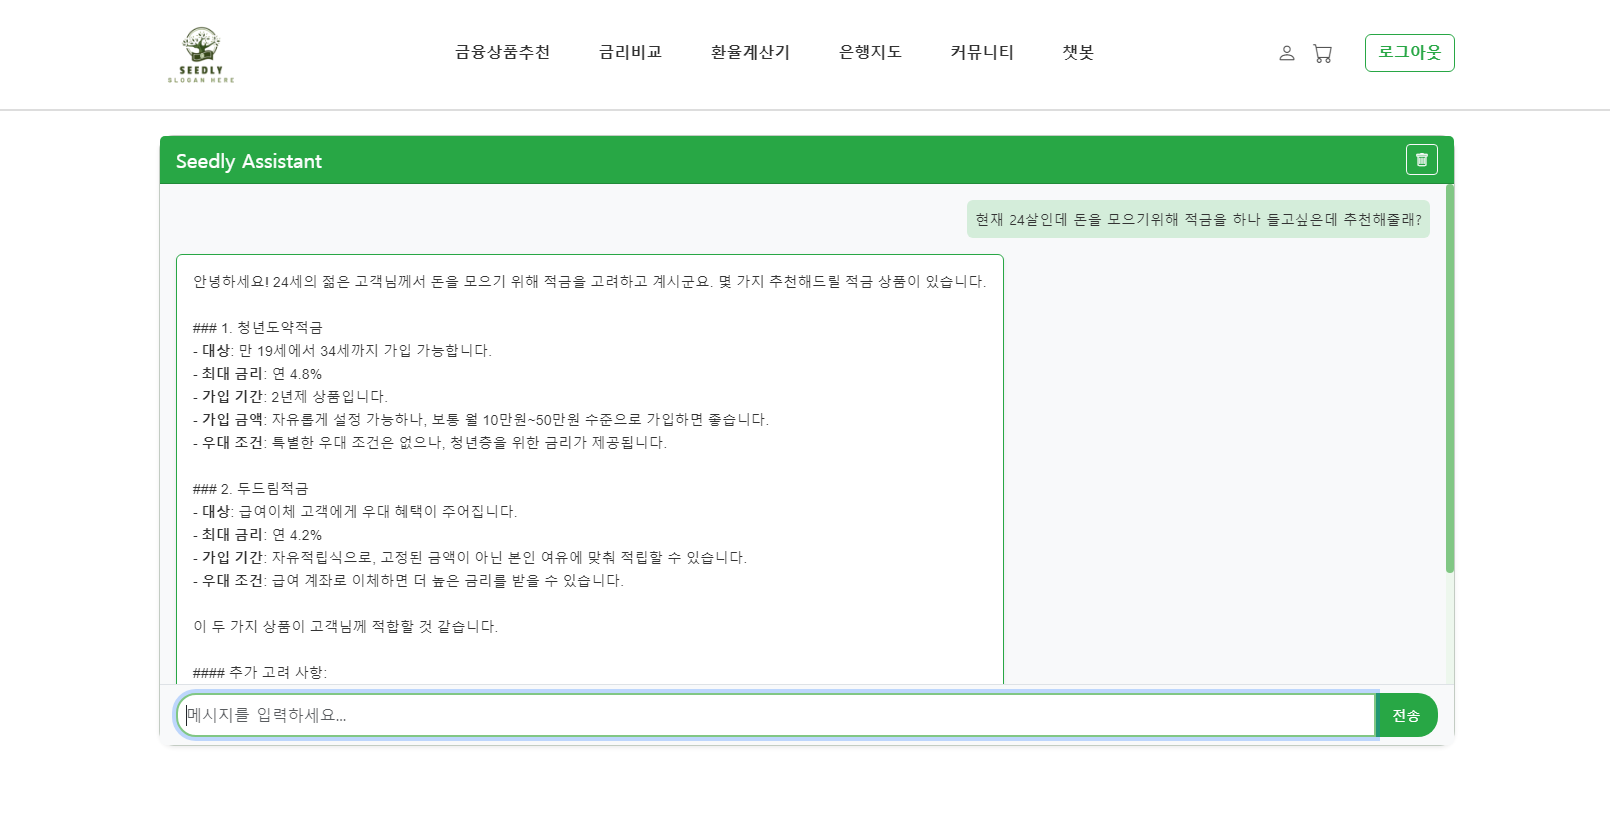 SEEDLY
SLOGAN HERE
금융상품추천 금리비교 환율계산기 은행지도 커뮤니티 챗봇
로그아웃
Seedly Assistant
현재 24살인데 돈을 모으기위해 적금을 하나 들고싶은데 추천해줄래?
안녕하세요! 24세의 젊은 고객님께서 돈을 모으기 위해 적금을 고려하고 계시군요. 몇 가지 추천해드릴 적금 상품이 있습니다.
### 1. 청년도약적금
- 대상: 만 19세에서 34세까지 가입 가능합니다.
- 최대 금리: 연 4.8%
- 가입 기간: 2년제 상품입니다.
- 가입 금액: 자유롭게 설정 가능하나, 보통 월 10만원~50만원 수준으로 가입하면 좋습니다.
- 우대 조건: 특별한 우대 조건은 없으나, 청년층을 위한 금리가 제공됩니다.
### 2. 두드림적금
- 대상: 급여이체 고객에게 우대 혜택이 주어집니다.
- 최대 금리: 연 4.2%
- 가입 기간: 자유적립식으로, 고정된 금액이 아닌 본인 여유에 맞춰 적립할 수 있습니다.
- 우대 조건: 급여 계좌로 이체하면 더 높은 금리를 받을 수 있습니다.
이 두 가지 상품이 고객님께 적합할 것 같습니다.
#### 추가 고려 사항:
메시지를 입력하세요...
전송